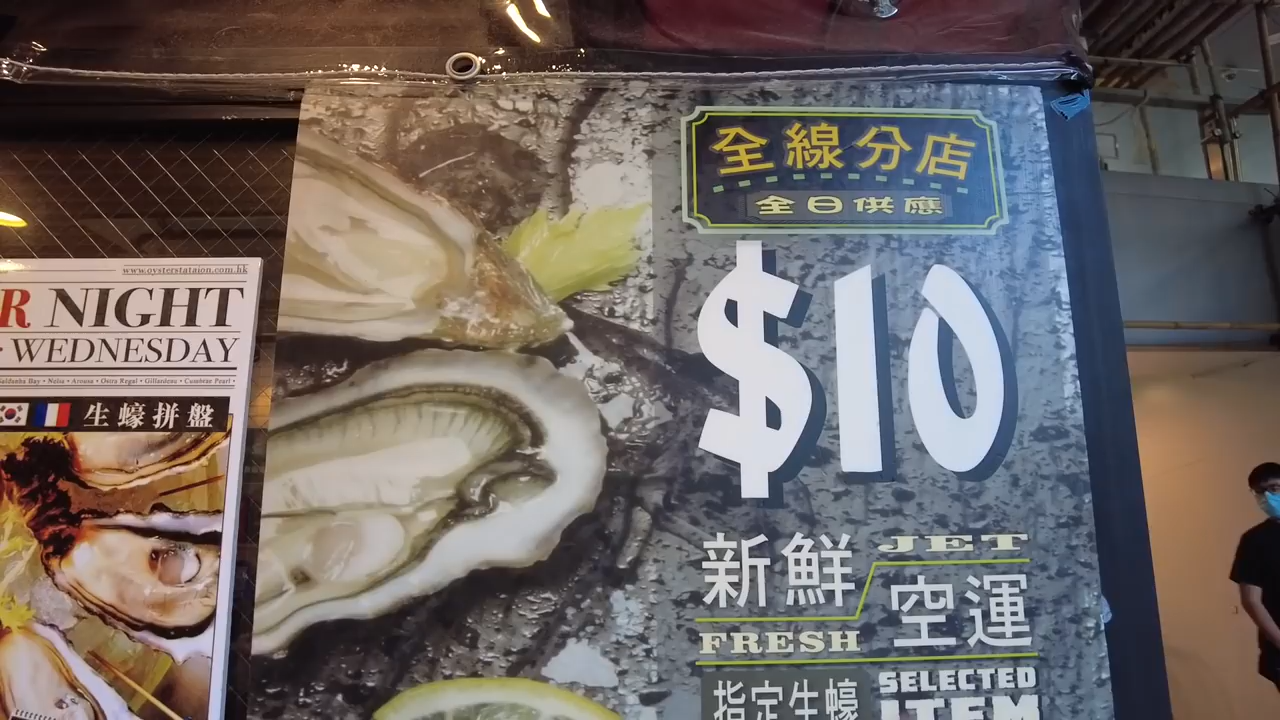 www.oysterstataion.com.hk
R NIGHT
WEDNESDAY
Baldunha Bay • Nelsa • Arousa • Ostra Regal • Gillardeau • Cumbrae Pearl •
生蠔拼盤
全線分店
全日供應
$10
新鮮 JET
FRESH 空運
指定生蠔 SELECTED
ITEM